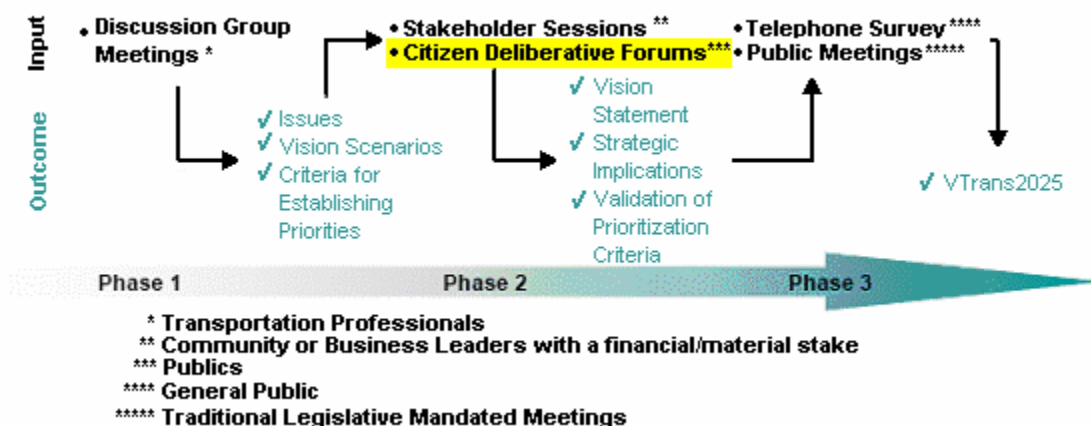 Input
• Discussion Group
Meetings *
• Stakeholder Sessions **
• Citizen Deliberative Forums***
• Telephone Survey****
• Public Meetings*****
Outcome
✓ Issues
✓ Vision Scenarios
✓ Criteria for
Establishing
Priorities
✓ Vision
Statement
✓ Strategic
Implications
✓ Validation of
Prioritization
Criteria
✓ VTrans2025
Phase 1
Phase 2
Phase 3
* Transportation Professionals
** Community or Business Leaders with a financial/material stake
*** Publics
**** General Public
***** Traditional Legislative Mandated Meetings